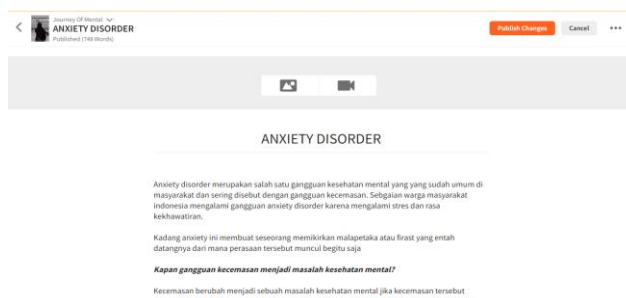 Journey Of Mental
ANXIETY DISORDER
Published (748 Words)
Publish Changes
Cancel
ANXIETY DISORDER
Anxiety disorder merupakan salah satu gangguan kesehatan mental yang yang sudah umum di
masyarakat dan sering disebut dengan gangguan kecemasan. Sebgaian warga masyarakat
indonesia mengalami gangguan anxiety disorder karena mengalami stres dan rasa
kekhawatiran.
Kadang anxiety ini membuat seseorang memikirkan malapetaka atau firast yang entah
datangnya dari mana perasaan tersebut muncul begitu saja
Kapan gangguan kecemasan menjadi masalah kesehatan mental?
Kecemasan berubah menjadi sebuah masalah kesehatan mental jika kecemasan tersebut